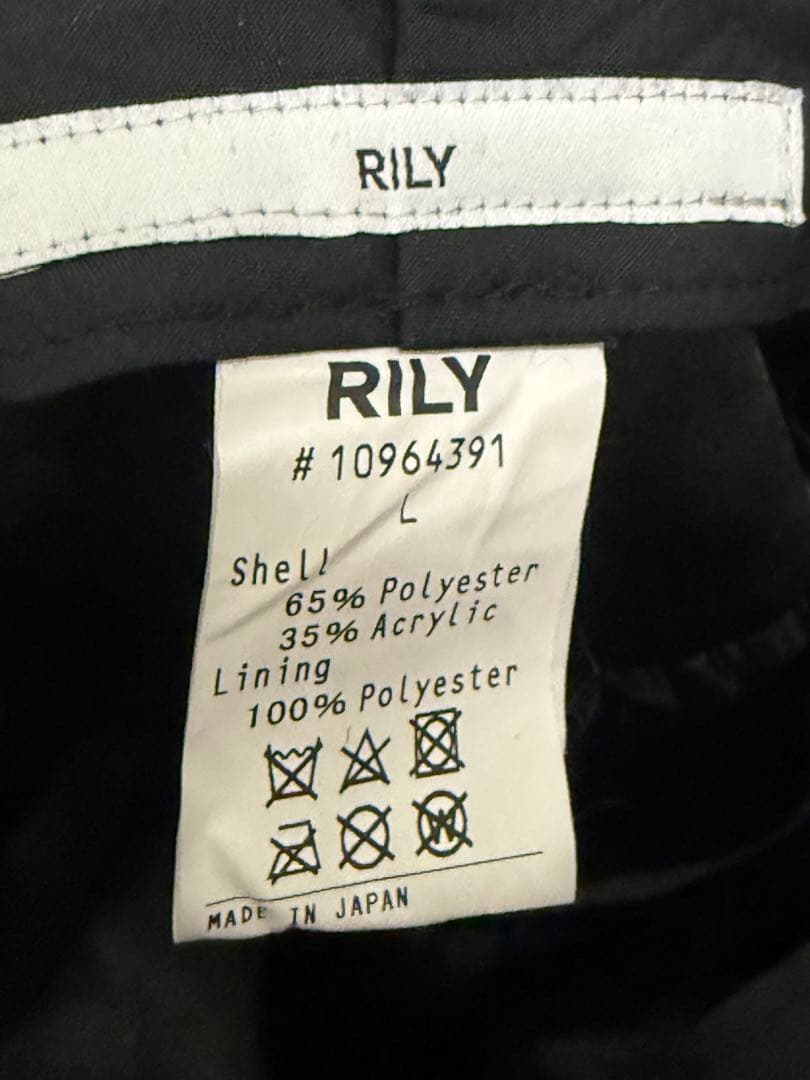 RILY
RILY
# 10964391
L
Shell
65% Polyester
35% Acrylic
Lining
100% Polyester
W
MADE IN JAPAN